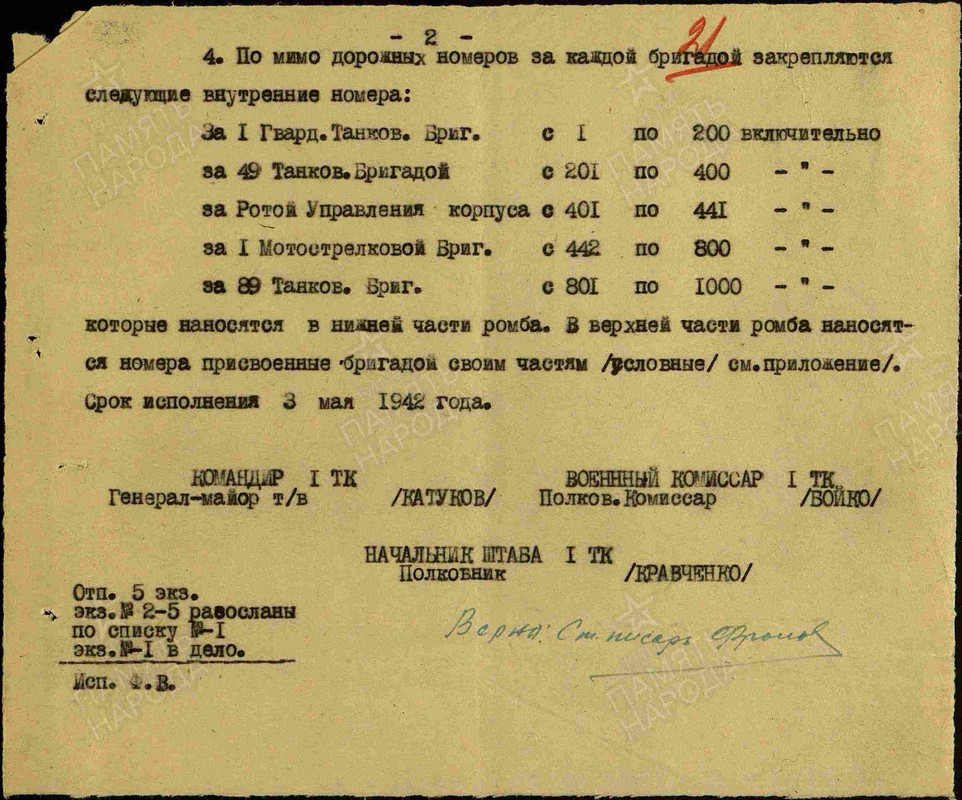 - 2 -
21
4. По мимо дорожных номеров за каждой бригадой закрепляются
следующие внутренние номера:
За I Гвард.Танков. Бриг. с I по 200 включительно
за 49 Танков.Бригадой с 201 по 400 - " -
за Ротой Управления корпуса с 401 по 441 - " -
за I Мотострелковой Бриг. с 442 по 800 - " -
за 89 Танков. Бриг. с 801 по 1000 - " -
которые наносятся в нижней части ромба. В верхней части ромба наносят-
ся номера присвоенные бригадой своим частям /условные/ см.приложение/.
Срок исполнения 3 мая 1942 года.
КОМАНДИР I ТК ВОЕННЫЙ КОМИССАР I ТК
Генерал-майор т/в /КАТУКОВ/ Полков.Комиссар /БОЙКО/
НАЧАЛЬНИК ШТАБА I ТК
Полковник /КРАВЧЕНКО/
Отп. 5 экз.
экз.№ 2-5 разосланы
по списку №-I
экз.№-I в дело.
Исп. Ф.В.
Верно: Ст. писарь Фролов
ПАМЯТЬ НАРОДА